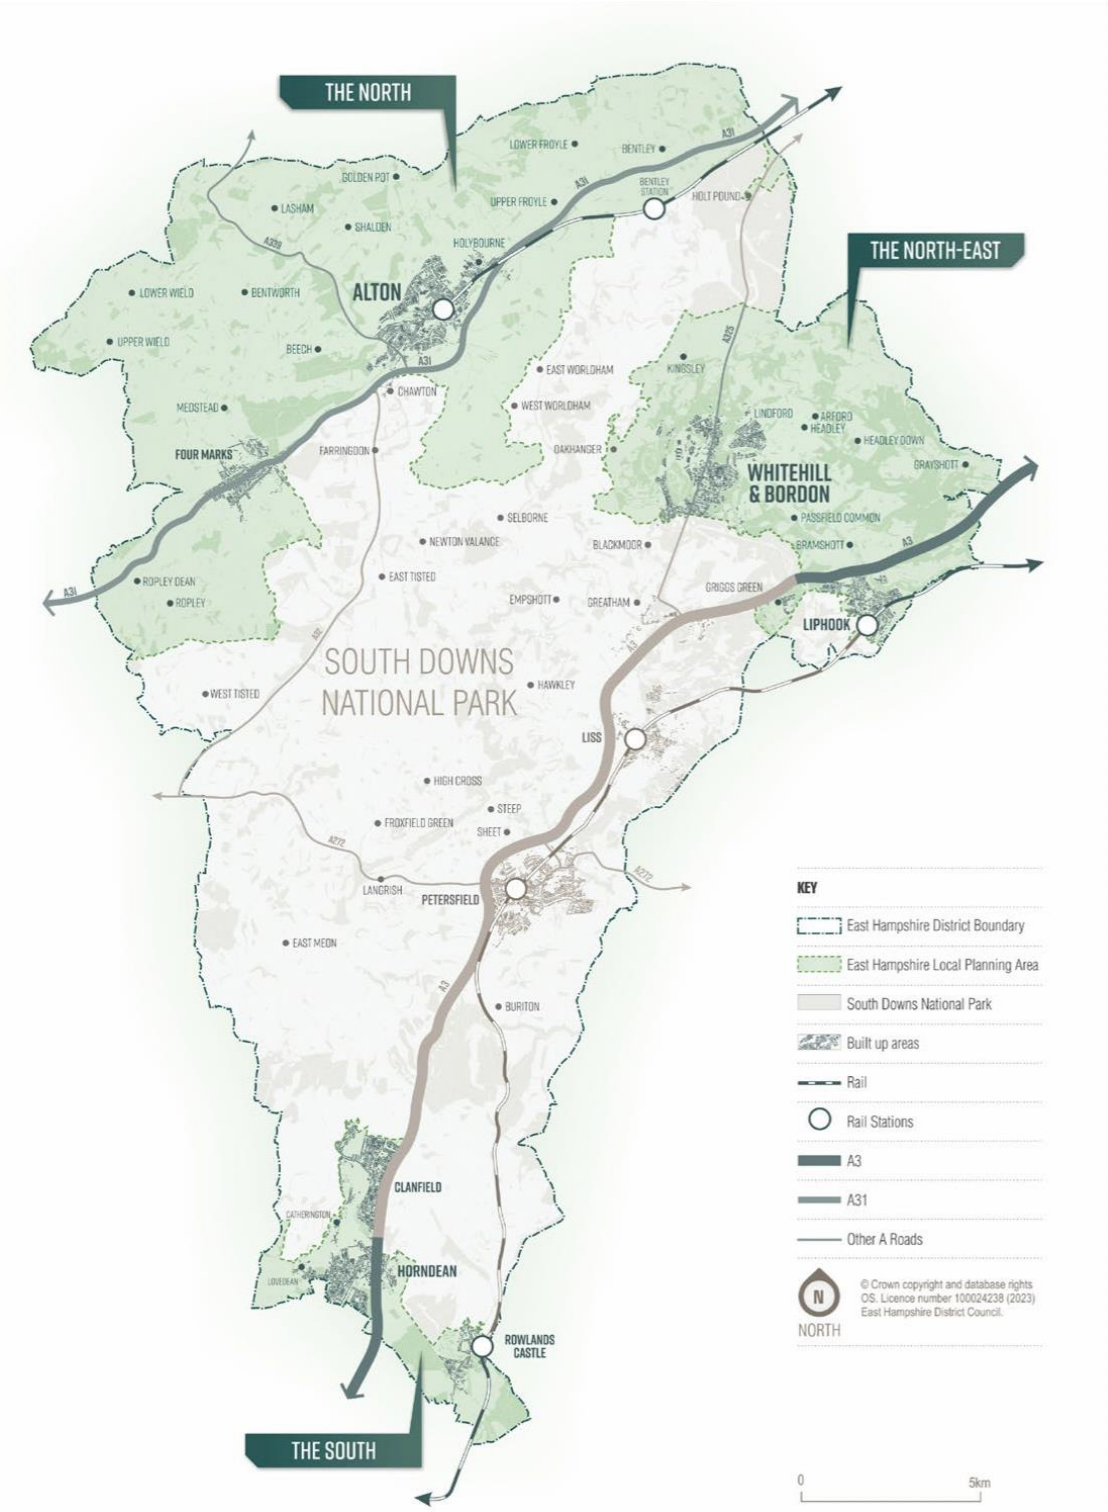 THE NORTH
THE NORTH-EAST
A31
A31
LOWER FROYLE
BENTLEY
GOLDEN POT
BENTLEY
STATION
HOLT POUND
LASHAM
UPPER FROYLE
SHALDEN
HOLYBOURNE
A339
LOWER WIELD
BENTWORTH
ALTON
UPPER WIELD
BEECH
A31
A325
KINGSLEY
EAST WORLDHAM
CHAWTON
MEDSTEAD
WEST WORLDHAM
LINDFORD
ARFORD
HEADLEY
HEADLEY DOWN
FOUR MARKS
FARRINGDON
OAKHANGER
GRAYSHOTT
WHITEHILL
& BORDON
SELBORNE
PASSFIELD COMMON
NEWTON VALANCE
BLACKMOOR
BRAMSHOTT
A3
ROPLEY DEAN
EAST TISTED
GRIGGS GREEN
A31
ROPLEY
EMPSHOTT
GREATHAM
LIPHOOK
A32
A3
SOUTH DOWNS
NATIONAL PARK
WEST TISTED
HAWKLEY
LISS
HIGH CROSS
STEEP
FROXFIELD GREEN
SHEET
A272
A272
LANGRISH
PETERSFIELD
EAST MEON
A3
BURITON
CLANFIELD
CATHERINGTON
LOVEDEAN
HORNDEAN
ROWLANDS
CASTLE
THE SOUTH
KEY
East Hampshire District Boundary
East Hampshire Local Planning Area
South Downs National Park
Built up areas
Rail
Rail Stations
A3
A31
Other A Roads
N
NORTH
© Crown copyright and database rights
OS. Licence number 100024238 (2023)
East Hampshire District Council.
0 5km